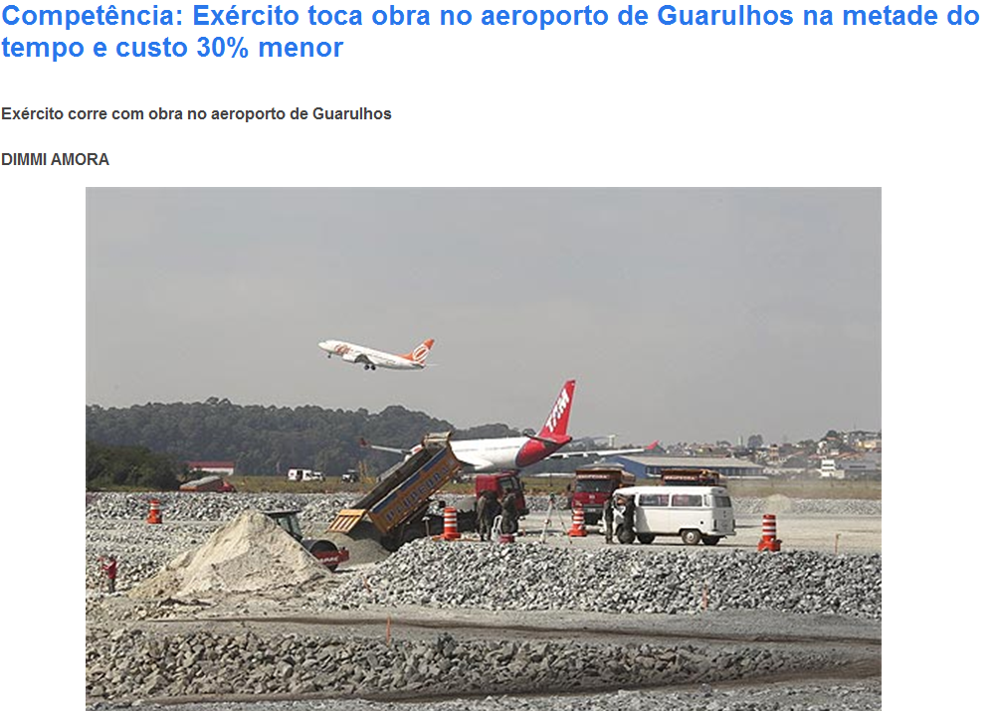 Competência: Exército toca obra no aeroporto de Guarulhos na metade do
tempo e custo 30% menor
Exército corre com obra no aeroporto de Guarulhos
DIMMI AMORA
TAM